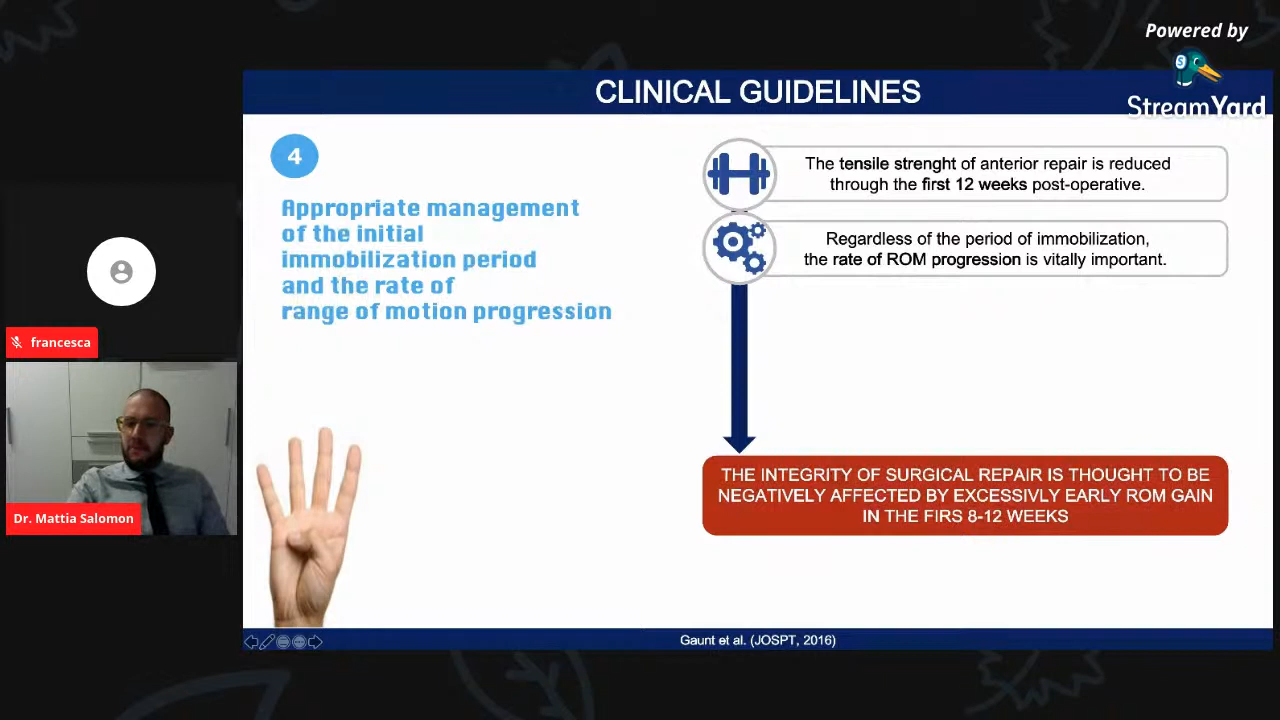 Powered by
StreamYard
CLINICAL GUIDELINES
4
Appropriate management
of the initial
immobilization period
and the rate of
range of motion progression
The tensile strenght of anterior repair is reduced
through the first 12 weeks post-operative.
Regardless of the period of immobilization,
the rate of ROM progression is vitally important.
THE INTEGRITY OF SURGICAL REPAIR IS THOUGHT TO BE
NEGATIVELY AFFECTED BY EXCESSIVLY EARLY ROM GAIN
IN THE FIRS 8-12 WEEKS
Gaunt et al. (JOSPT, 2016)
francesca
Dr. Mattia Salomon